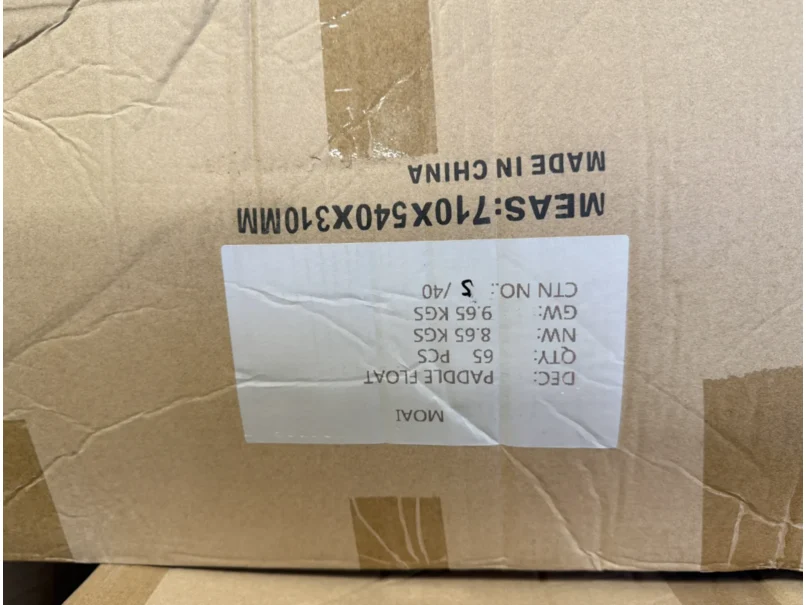 MOAI
DEC: PADDLE FLOAT
QTY: 65 PCS
NW: 8.65 KGS
GW: 9.65 KGS
CTN NO.: /40
MEAS:710X540X310MM
MADE IN CHINA